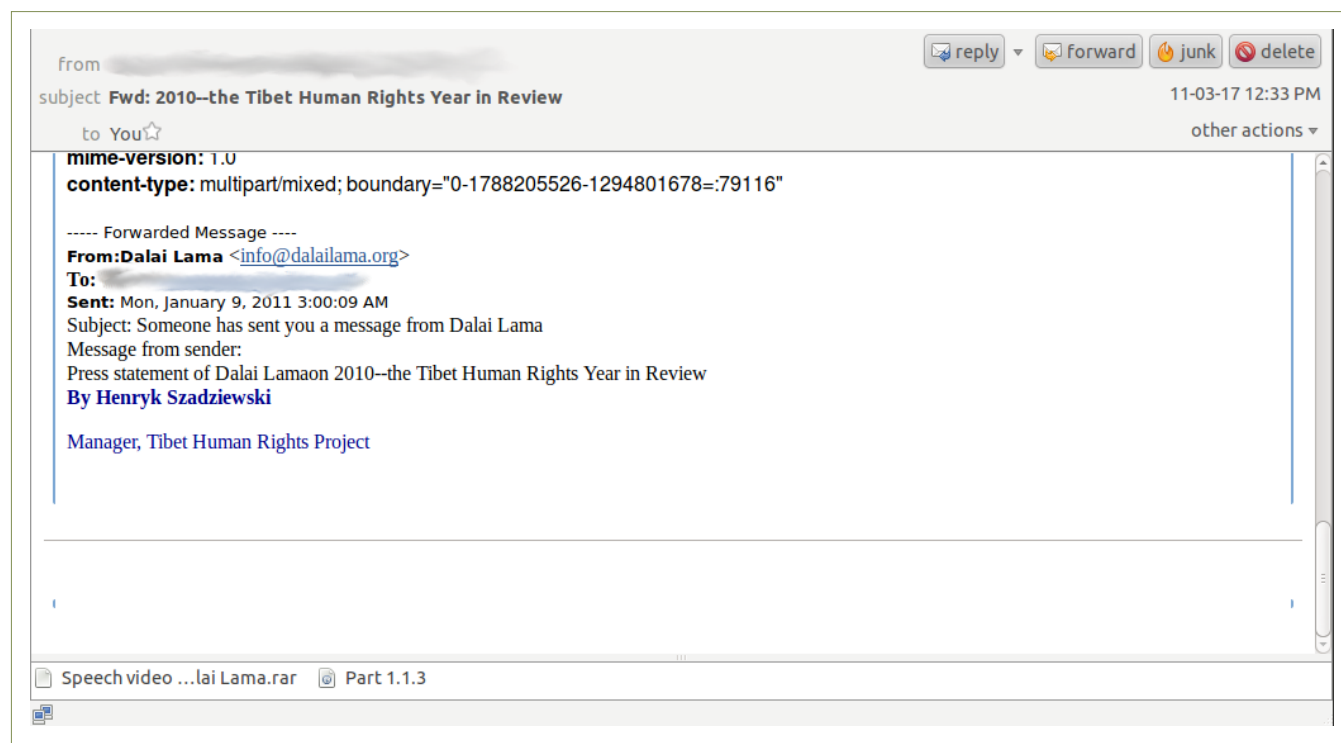 from
reply forward junk delete
subject Fwd: 2010--the Tibet Human Rights Year in Review
11-03-17 12:33 PM
to You
other actions
mime-version: 1.0
content-type: multipart/mixed; boundary="0-1788205526-1294801678=:79116"
----- Forwarded Message ----
From:Dalai Lama <info@dalailama.org>
To:
Sent: Mon, January 9, 2011 3:00:09 AM
Subject: Someone has sent you a message from Dalai Lama
Message from sender:
Press statement of Dalai Lamaon 2010--the Tibet Human Rights Year in Review
By Henryk Szadziewski
Manager, Tibet Human Rights Project
Speech video ...lai Lama.rar Part 1.1.3